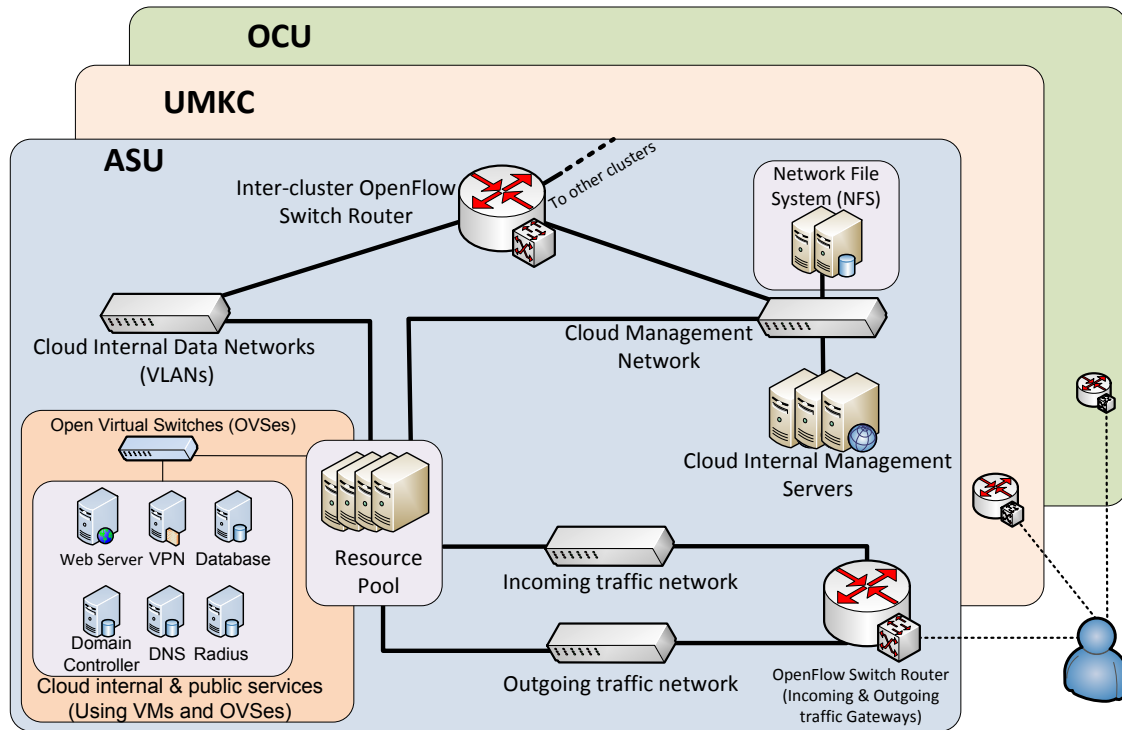 OCU
UMKC
ASU
Inter-cluster OpenFlow
Switch Router
To other clusters
Network File
System (NFS)
Cloud Internal Data Networks
(VLANs)
Cloud Management
Network
Open Virtual Switches (OVSes)
Cloud Internal Management
Servers
Web Server
VPN
Database
Resource
Pool
Incoming traffic network
Domain
Controller
DNS
Radius
Cloud internal & public services
(Using VMs and OVSes)
Outgoing traffic network
OpenFlow Switch Router
(Incoming & Outgoing
traffic Gateways)